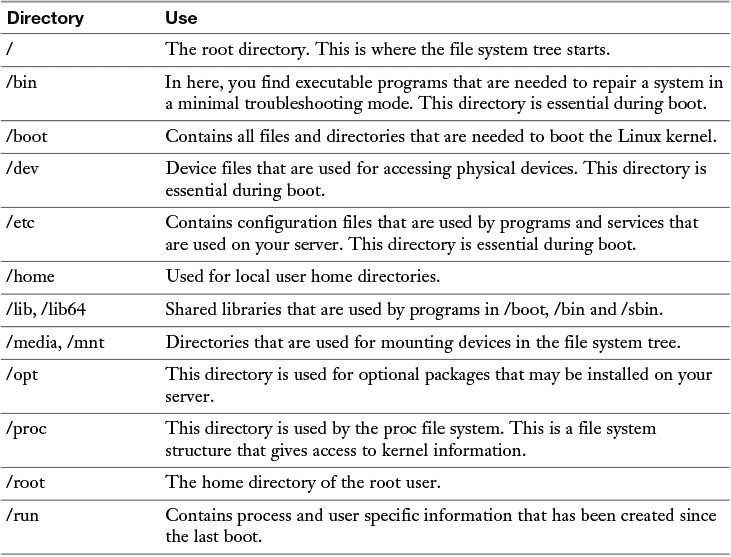 Directory Use
/ The root directory. This is where the file system tree starts.
/bin In here, you find executable programs that are needed to repair a system in
a minimal troubleshooting mode. This directory is essential during boot.
/boot Contains all files and directories that are needed to boot the Linux kernel.
/dev Device files that are used for accessing physical devices. This directory is
essential during boot.
/etc Contains configuration files that are used by programs and services that
are used on your server. This directory is essential during boot.
/home Used for local user home directories.
/lib, /lib64 Shared libraries that are used by programs in /boot, /bin and /sbin.
/media, /mnt Directories that are used for mounting devices in the file system tree.
/opt This directory is used for optional packages that may be installed on your
server.
/proc This directory is used by the proc file system. This is a file system
structure that gives access to kernel information.
/root The home directory of the root user.
/run Contains process and user specific information that has been created since
the last boot.